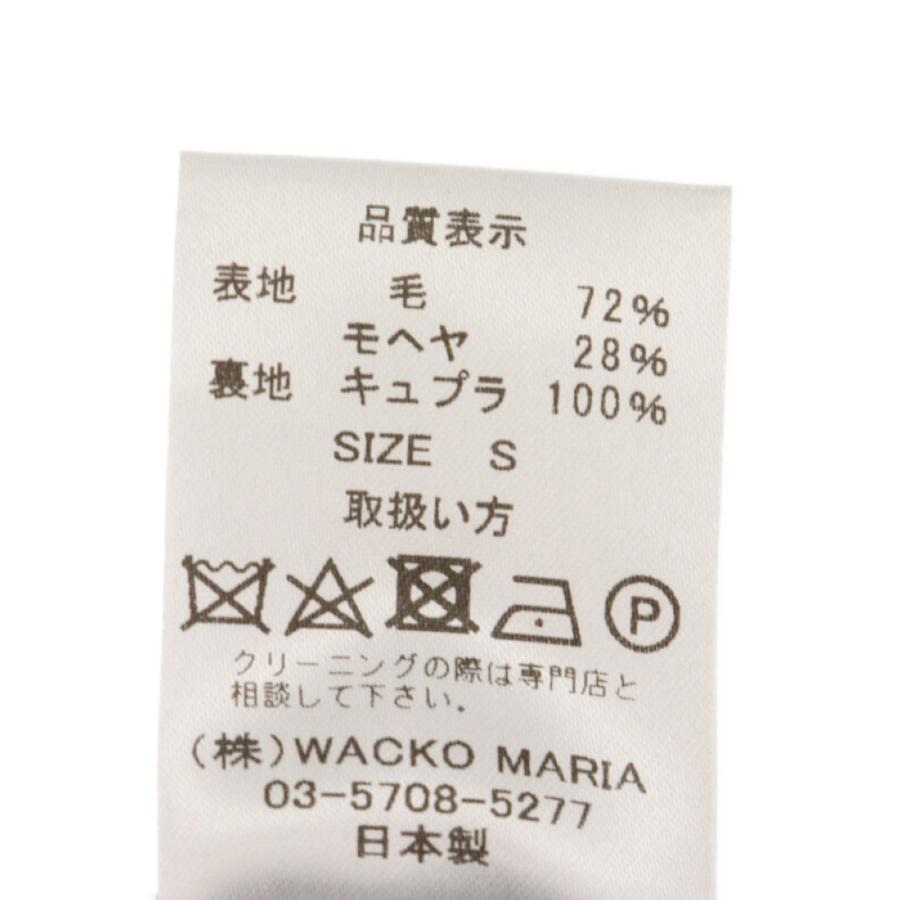 品質表示
表地 毛 72%
モヘヤ 28%
裏地 キュプラ 100%
SIZE S
取扱い方
P
クリーニングの際は専門店と
相談して下さい.
(株)WACKO MARIA
03-5708-5277
日本製